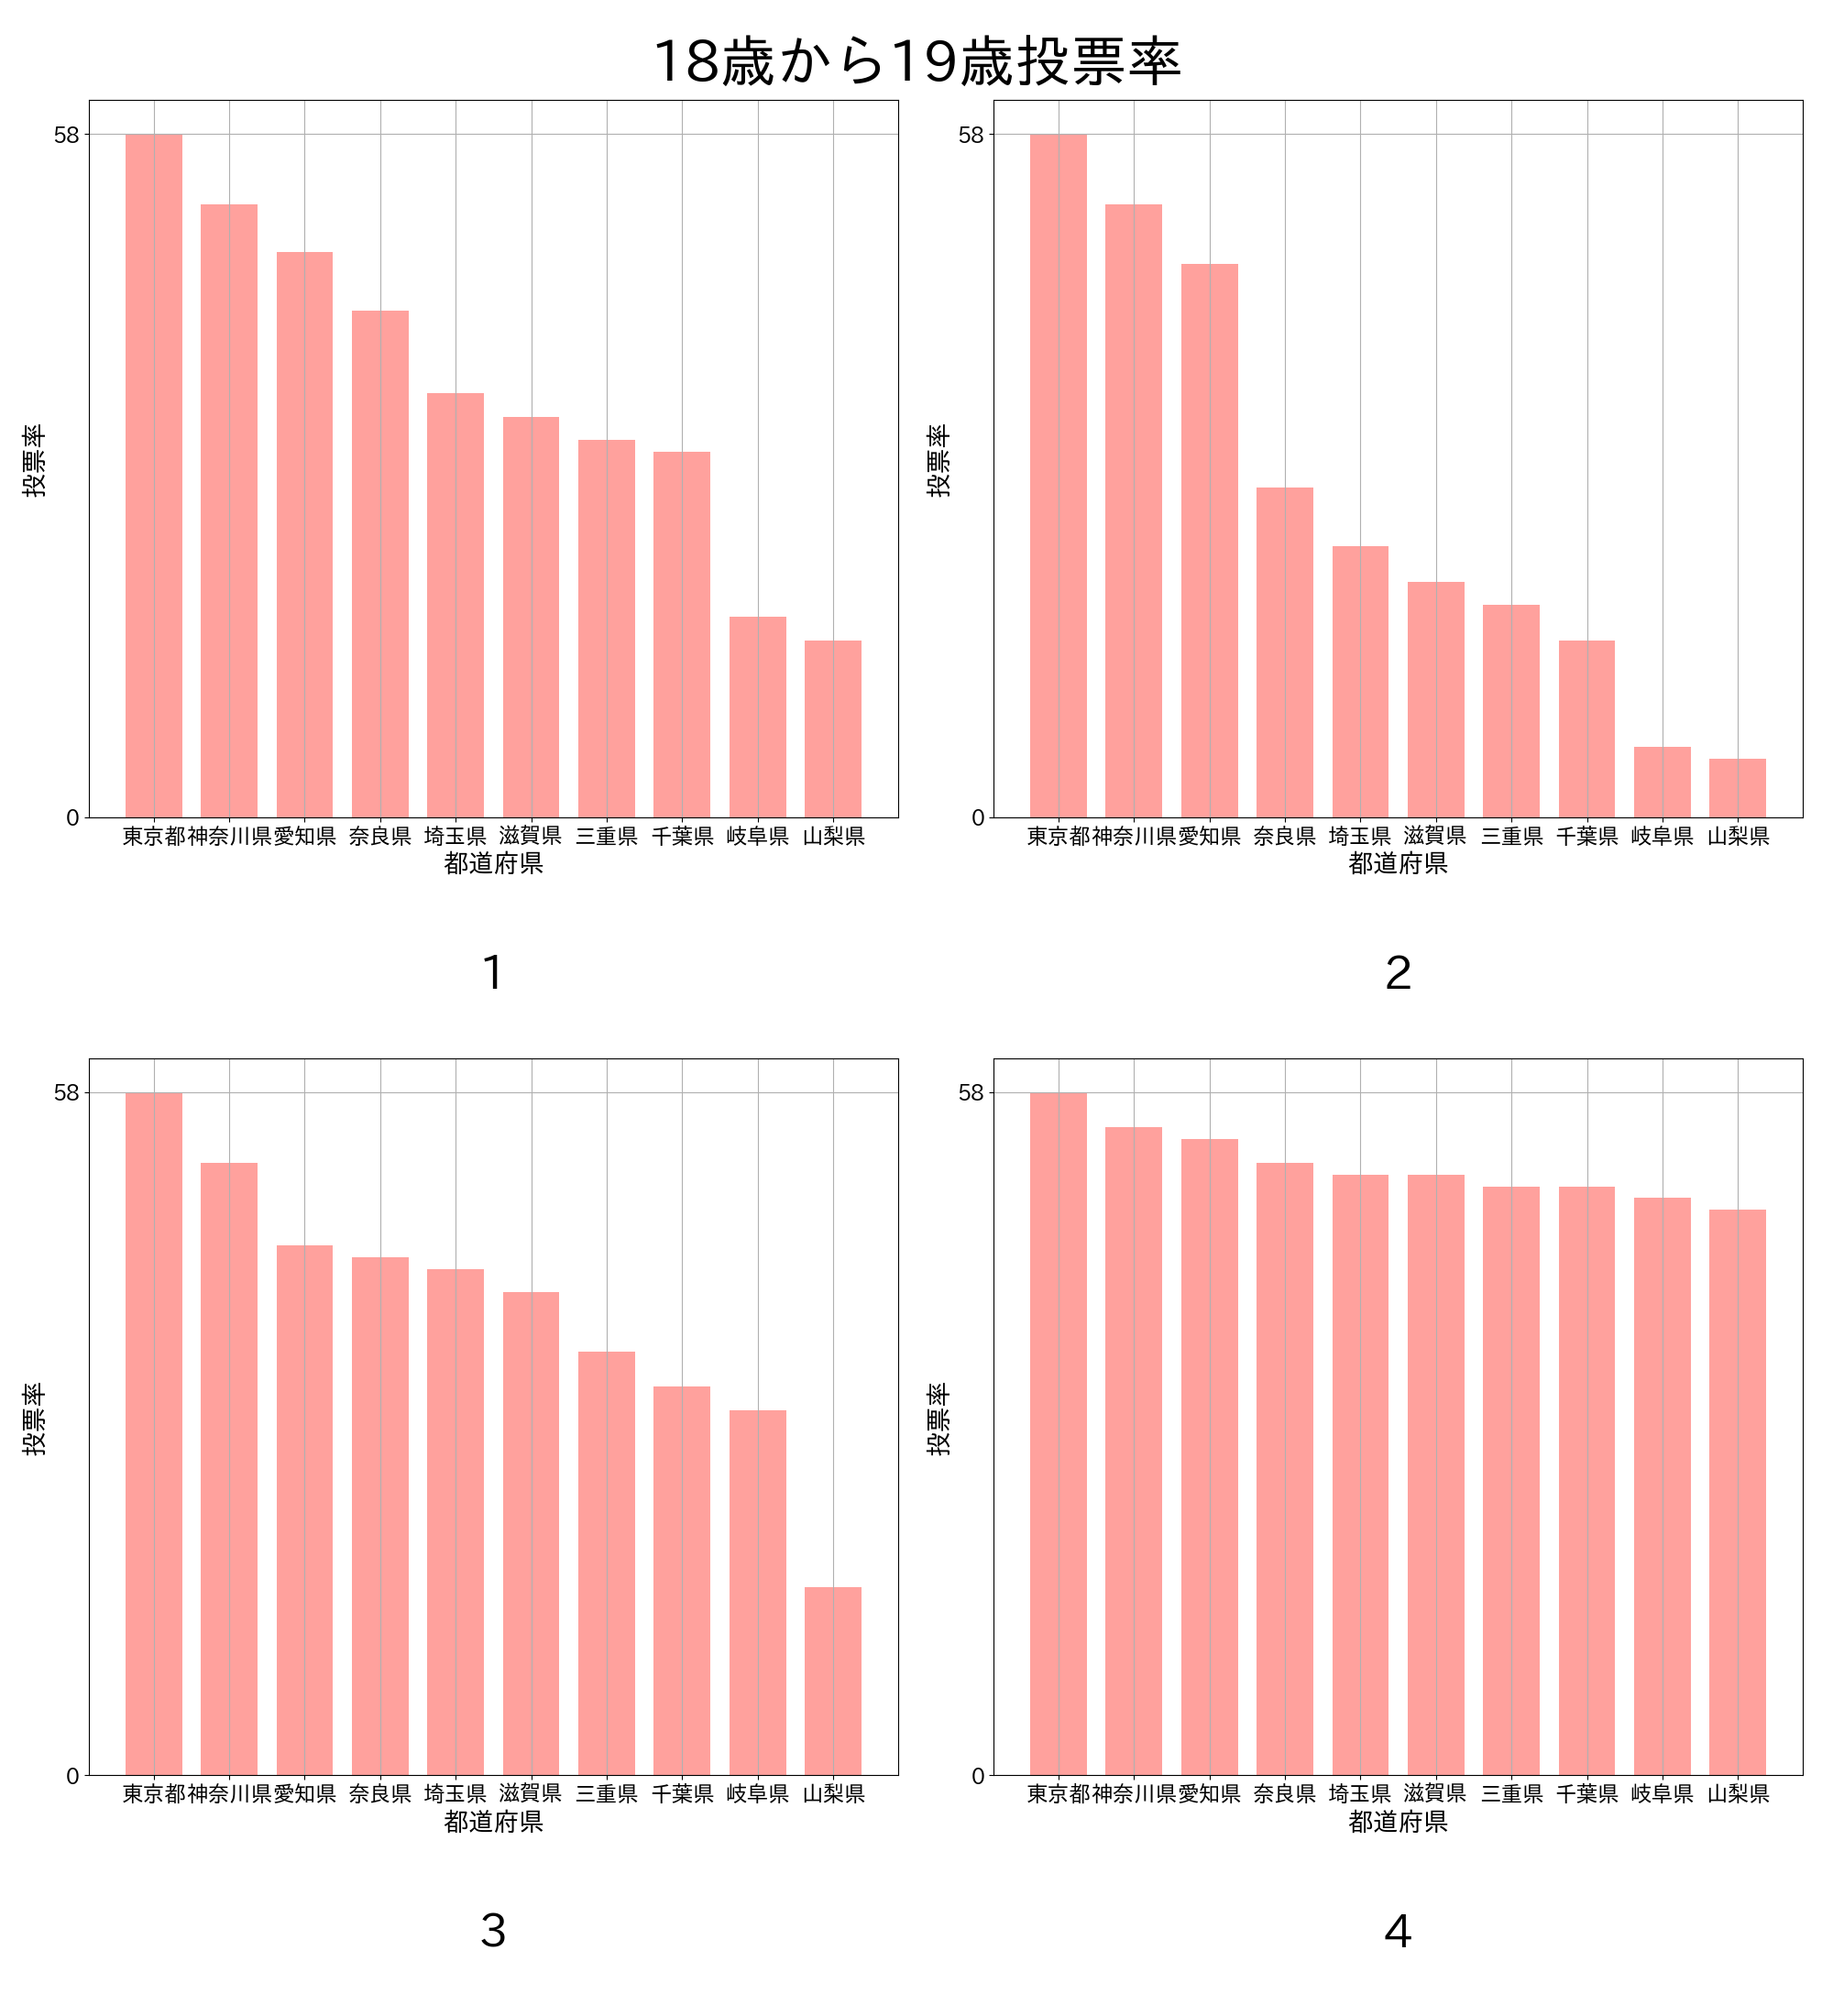 18歳から19歳投票率
58
0
投票率
東京都 神奈川県 愛知県 奈良県 埼玉県 滋賀県 三重県 千葉県 岐阜県 山梨県
都道府県
1
58
0
投票率
東京都 神奈川県 愛知県 奈良県 埼玉県 滋賀県 三重県 千葉県 岐阜県 山梨県
都道府県
2
58
0
投票率
東京都 神奈川県 愛知県 奈良県 埼玉県 滋賀県 三重県 千葉県 岐阜県 山梨県
都道府県
3
58
0
投票率
東京都 神奈川県 愛知県 奈良県 埼玉県 滋賀県 三重県 千葉県 岐阜県 山梨県
都道府県
4